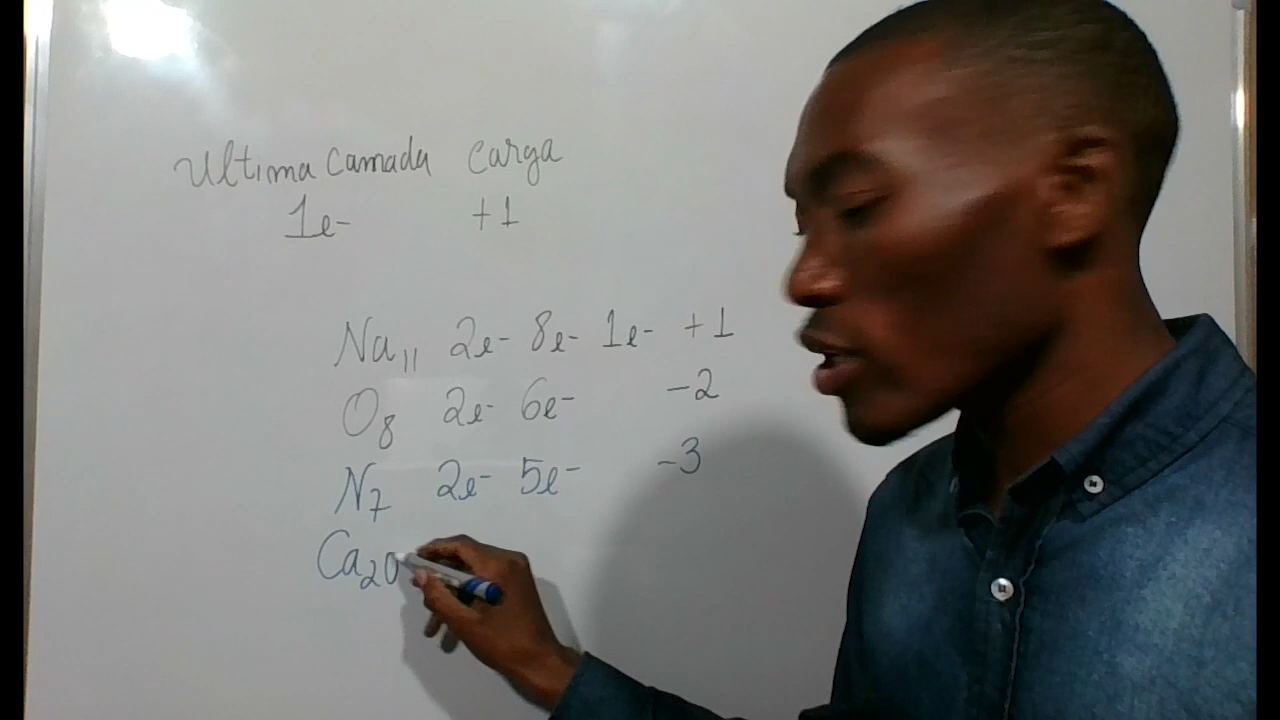 Ultima Camada Carga
1e- +1
Na11 2e- 8e- 1e- +1
O8 2e- 6e- -2
N7 2e- 5e- -3
Ca20